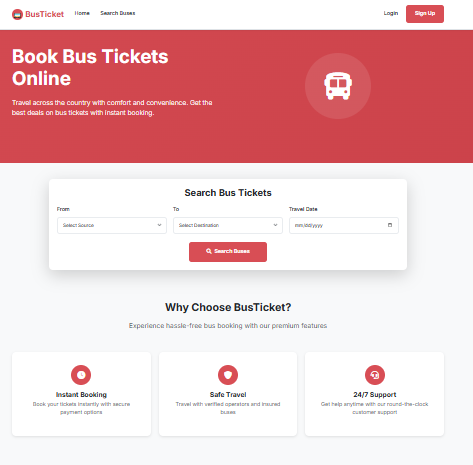 BusTicket Home Search Buses Login Sign Up
Book Bus Tickets
Online
Travel across the country with comfort and convenience. Get the
best deals on bus tickets with instant booking.
Search Bus Tickets
From To Travel Date
Select Source Select Destination mm/dd/yyyy
Search Buses
Why Choose BusTicket?
Experience hassle-free bus booking with our premium features
Instant Booking Safe Travel 24/7 Support
Book your tickets instantly with secure Travel with verified operators and insured Get help anytime with our round-the-clock
payment options buses customer support